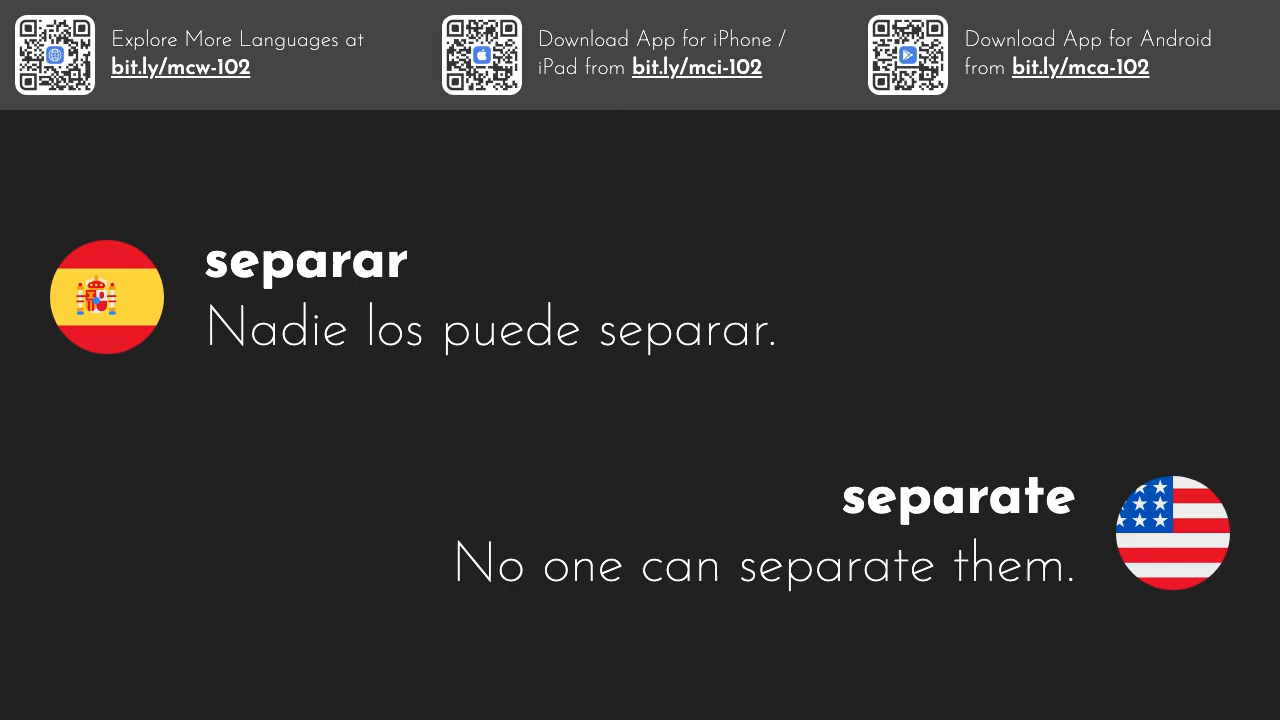 Explore More Languages at
bit.ly/mcw-102
Download App for iPhone /
iPad from bit.ly/mci-102
Download App for Android
from bit.ly/mca-102
separar
Nadie los puede separar.
separate
No one can separate them.